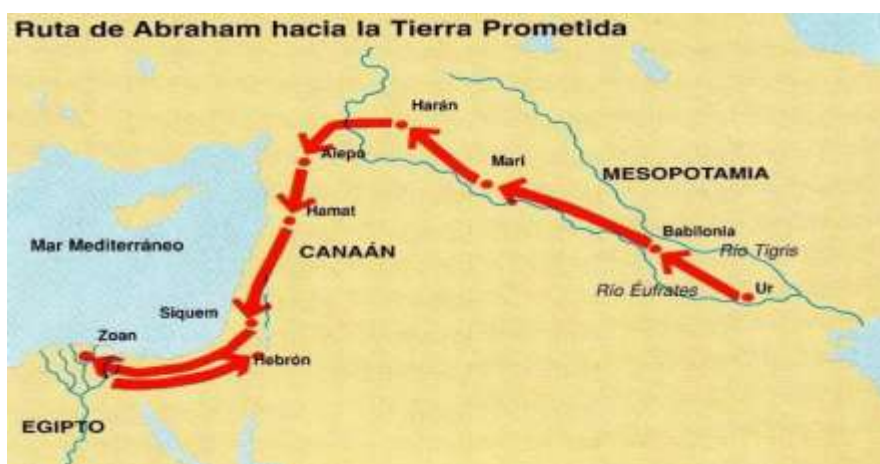 Ruta de Abraham hacia la Tierra Prometida
Harán
Alepo
Mari
MESOPOTAMIA
Hamat
Mar Mediterráneo
CANAÁN
Babilonia
Río Tigris
Río Éufrates
Ur
Siquem
Zoan
Hebrón
EGIPTO